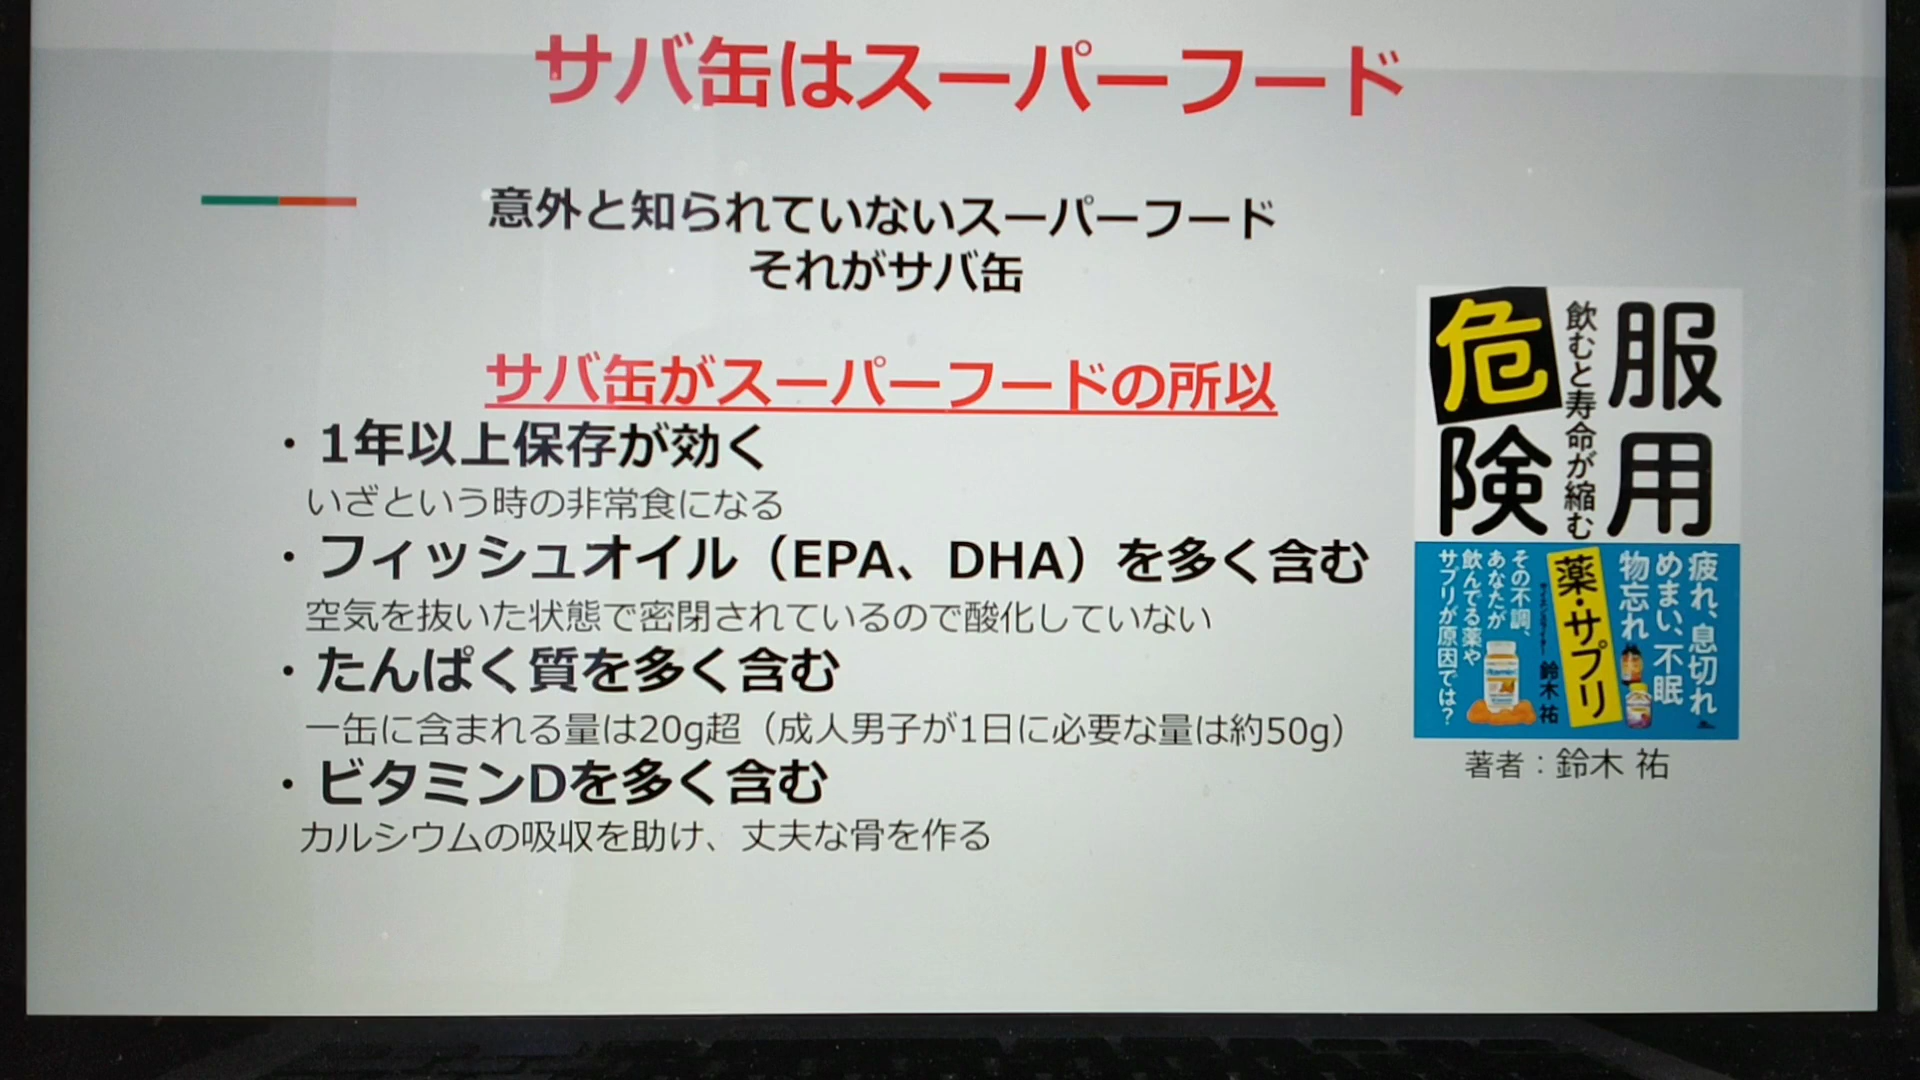 サバ缶はスーパーフード
意外と知られていないスーパーフード
それがサバ缶
サバ缶がスーパーフードの所以
・1年以上保存が効く
いざという時の非常食になる
・フィッシュオイル（EPA、DHA）を多く含む
空気を抜いた状態で密閉されているので酸化していない
・たんぱく質を多く含む
一缶に含まれる量は20g超（成人男子が1日に必要な量は約50g）
・ビタミンDを多く含む
カルシウムの吸収を助け、丈夫な骨を作る
服用
飲むと寿命が縮む
危険
疲れ、息切れ
めまい、不眠
物忘れ
薬・サプリ
鈴木祐
その不調、
あなたが
飲んでる薬や
サプリが原因では？
著者：鈴木 祐